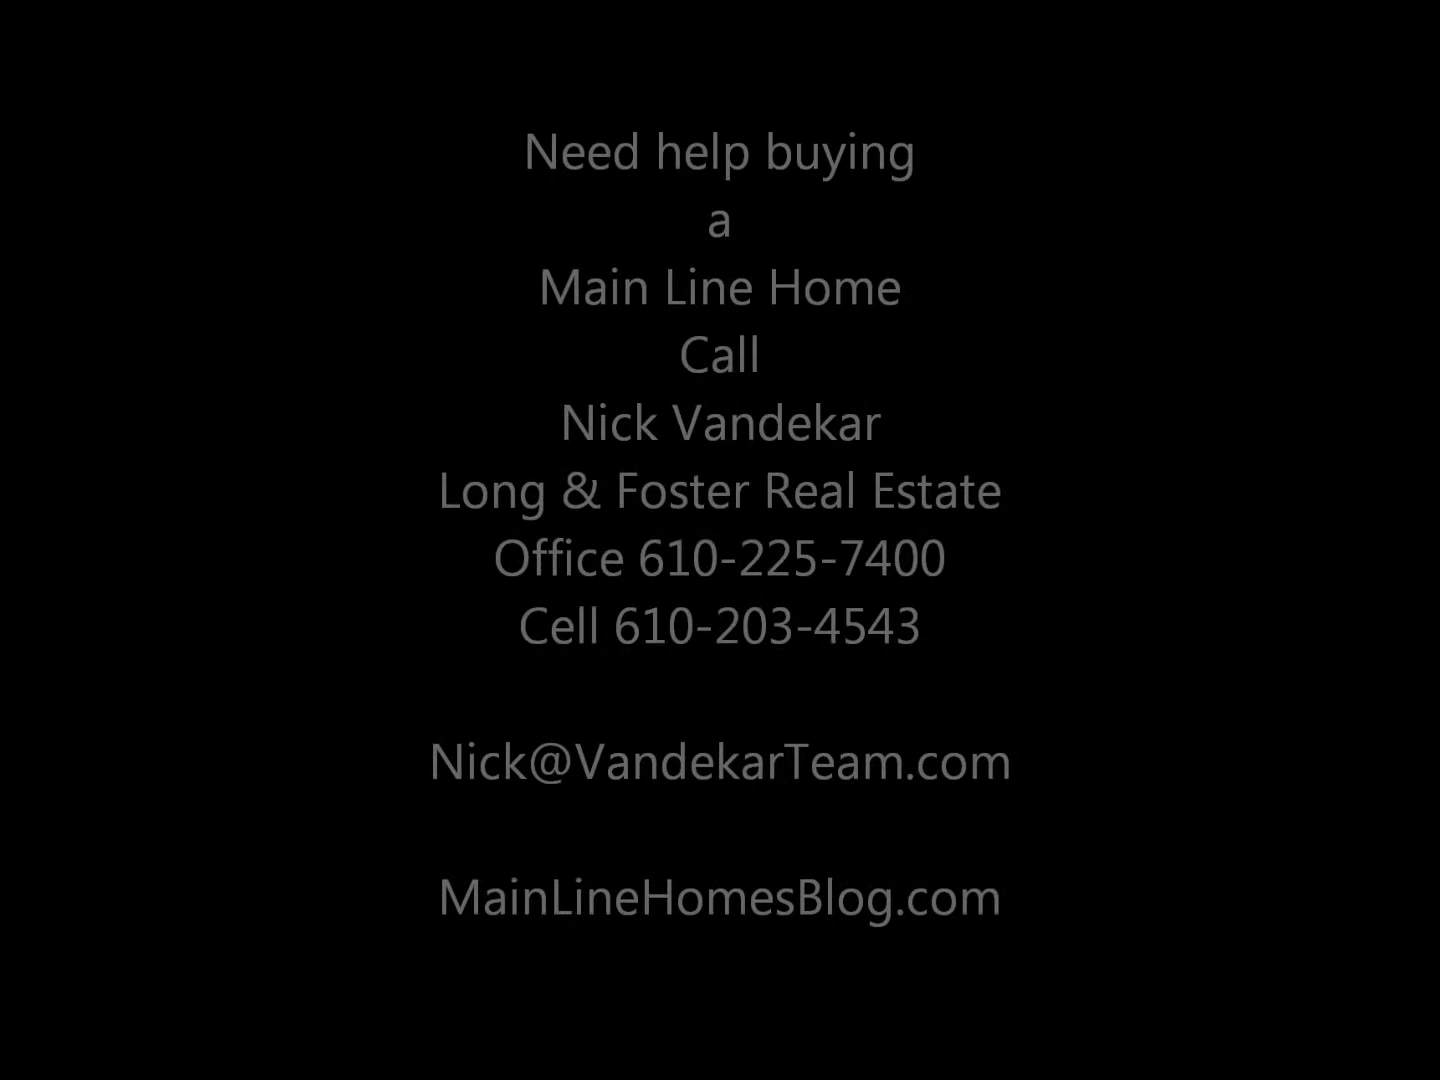 Need help buying
a
Main Line Home
Call
Nick Vandekar
Long & Foster Real Estate
Office 610-225-7400
Cell 610-203-4543
Nick@VandekarTeam.com
MainLineHomesBlog.com